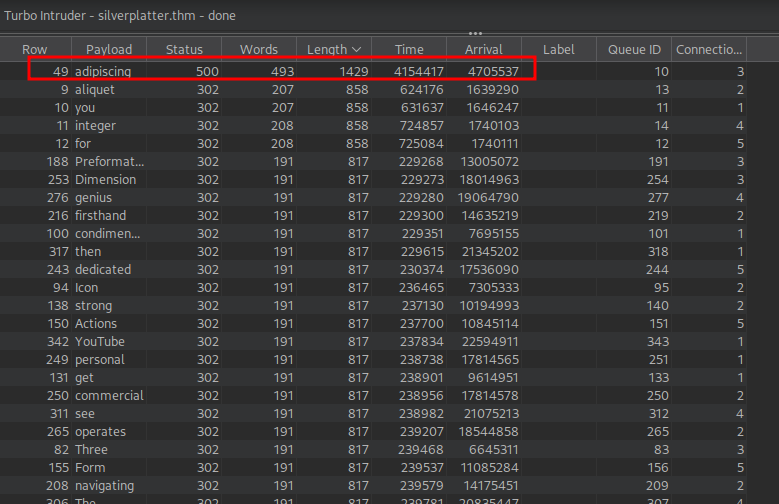 Turbo Intruder - silverplatter.thm - done
Row Payload Status Words Length Time Arrival Label Queue ID Connectio...
49 adipiscing 500 493 1429 4154417 4705537 10 3
9 aliquet 302 207 858 624176 1639290 13 2
10 you 302 207 858 631637 1646247 11 1
11 integer 302 208 858 724857 1740103 14 4
12 for 302 208 858 725084 1740111 12 5
188 Preformat... 302 191 817 229268 13005072 191 3
253 Dimension 302 191 817 229273 18014963 254 3
276 genius 302 191 817 229280 19064790 277 4
216 firsthand 302 191 817 229300 14635219 219 2
100 condimen... 302 191 817 229351 7695155 101 1
317 then 302 191 817 229615 21345202 318 1
243 dedicated 302 191 817 230374 17536090 244 5
94 Icon 302 191 817 236465 7305333 95 2
138 strong 302 191 817 237130 10194993 140 2
150 Actions 302 191 817 237700 10845114 151 5
342 YouTube 302 191 817 237834 22594911 343 1
249 personal 302 191 817 238738 17814565 251 1
131 get 302 191 817 238901 9614951 133 1
250 commercial 302 191 817 238956 17814578 250 2
311 see 302 191 817 238982 21075213 312 4
265 operates 302 191 817 239207 18544858 265 2
82 Three 302 191 817 239468 6645311 83 3
155 Form 302 191 817 239537 11085284 156 5
208 navigating 302 191 817 239579 14175451 209 2
306 The 302 191 817 239781 20835447 307 4